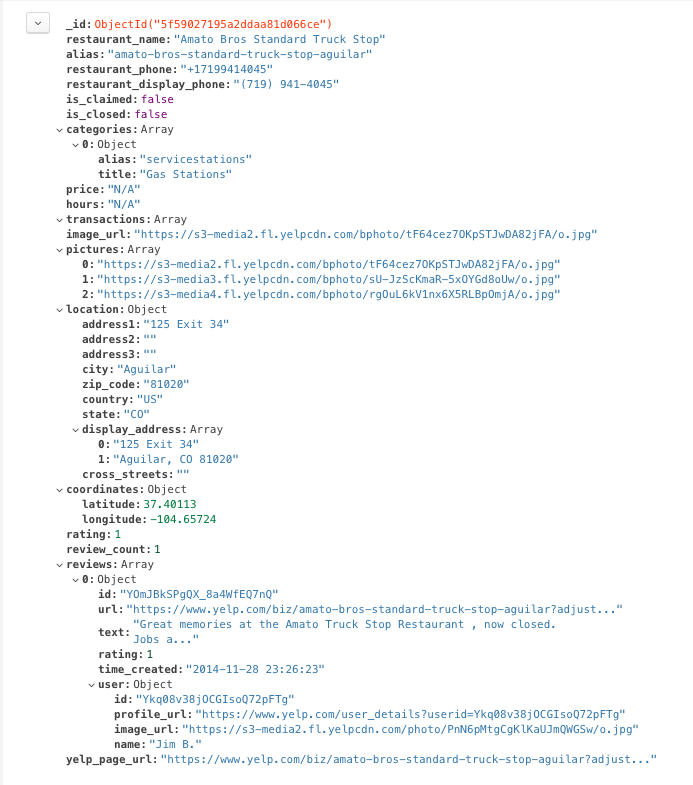 _id: ObjectId("5f59027195a2ddaa81d066ce")
restaurant_name: "Amato Bros Standard Truck Stop"
alias: "amato-bros-standard-truck-stop-aguilar"
restaurant_phone: "+17199414045"
restaurant_display_phone: "(719) 941-4045"
is_claimed: false
is_closed: false
categories: Array
0: Object
alias: "servicestations"
title: "Gas Stations"
price: "N/A"
hours: "N/A"
transactions: Array
image_url: "https://s3-media2.fl.yelpcdn.com/bphoto/tF64cez7OKpSTJwDA82jFA/o.jpg"
pictures: Array
0: "https://s3-media2.fl.yelpcdn.com/bphoto/tF64cez7OKpSTJwDA82jFA/o.jpg"
1: "https://s3-media3.fl.yelpcdn.com/bphoto/sU-JzScKmaR-5xOYGd8oUw/o.jpg"
2: "https://s3-media4.fl.yelpcdn.com/bphoto/rgOuL6kV1nx6X5RLBpOmjA/o.jpg"
location: Object
address1: "125 Exit 34"
address2: ""
address3: ""
city: "Aguilar"
zip_code: "81020"
country: "US"
state: "CO"
display_address: Array
0: "125 Exit 34"
1: "Aguilar, CO 81020"
cross_streets: ""
coordinates: Object
latitude: 37.40113
longitude: -104.65724
rating: 1
review_count: 1
reviews: Array
0: Object
id: "YOmJBkSPgQX_8a4WfEQ7nQ"
url: "https://www.yelp.com/biz/amato-bros-standard-truck-stop-aguilar?adjust..."
"Great memories at the Amato Truck Stop Restaurant , now closed.
text:
Jobs a..."
rating: 1
time_created: "2014-11-28 23:26:23"
user: Object
id: "Ykq08v38jOCGIsoQ72pFTg"
profile_url: "https://www.yelp.com/user_details?userid=Ykq08v38jOCGIsoQ72pFTg"
image_url: "https://s3-media2.fl.yelpcdn.com/photo/PnN6pMtgCgKlKaUJmQWGSw/o.jpg"
name: "Jim B."
yelp_page_url: "https://www.yelp.com/biz/amato-bros-standard-truck-stop-aguilar?adjust..."